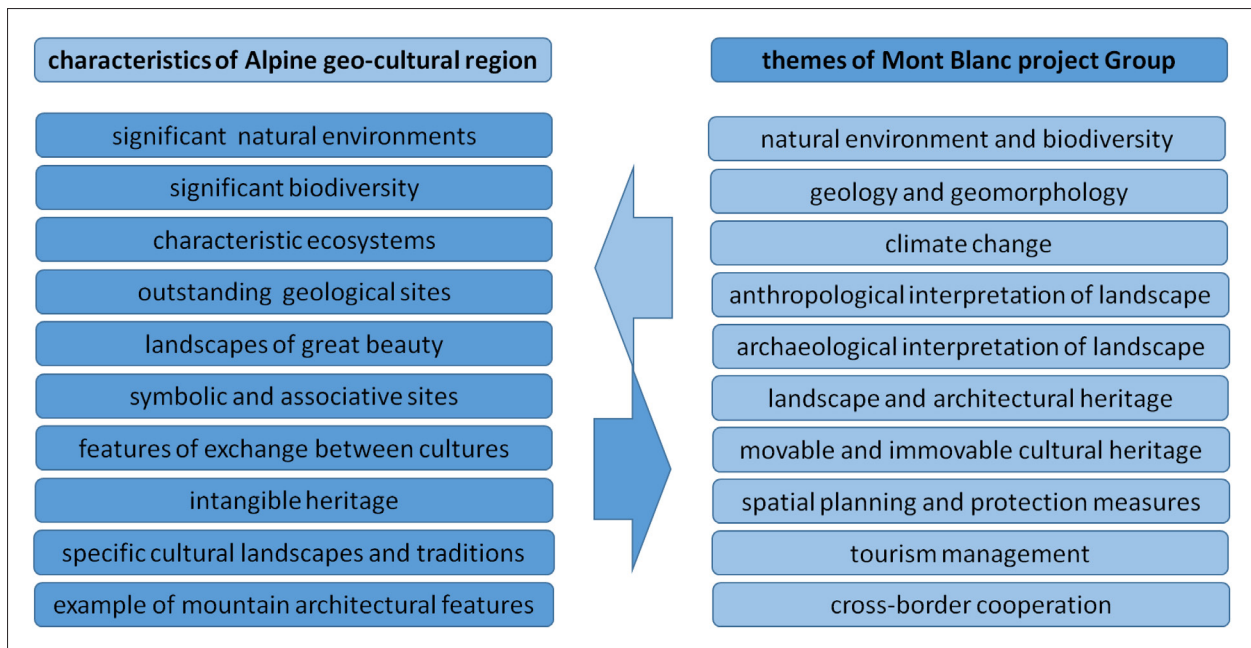 characteristics of Alpine geo-cultural region
significant natural environments
significant biodiversity
characteristic ecosystems
outstanding geological sites
landscapes of great beauty
symbolic and associative sites
features of exchange between cultures
intangible heritage
specific cultural landscapes and traditions
example of mountain architectural features
themes of Mont Blanc project Group
natural environment and biodiversity
geology and geomorphology
climate change
anthropological interpretation of landscape
archaeological interpretation of landscape
landscape and architectural heritage
movable and immovable cultural heritage
spatial planning and protection measures
tourism management
cross-border cooperation